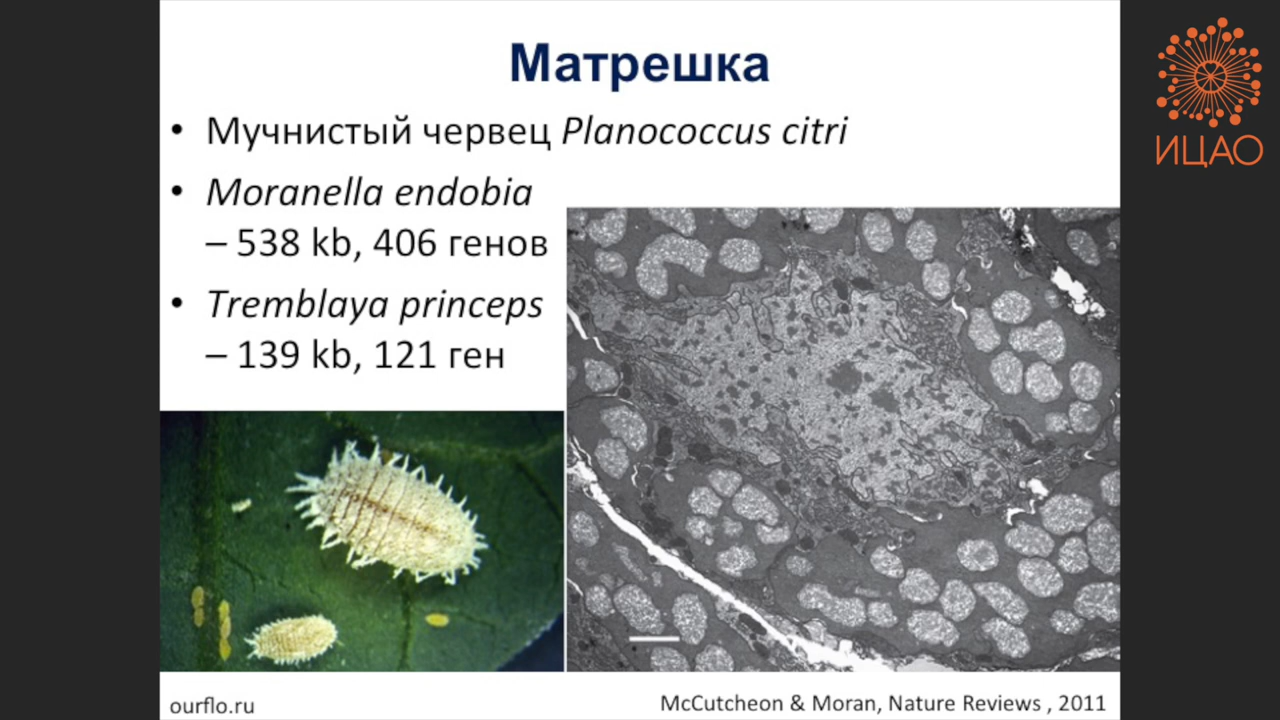 Матрешка
• Мучнистый червец Planococcus citri
• Moranella endobia
– 538 kb, 406 генов
• Tremblaya princeps
– 139 kb, 121 ген
ourflo.ru
McCutcheon & Moran, Nature Reviews , 2011
ИЦАО